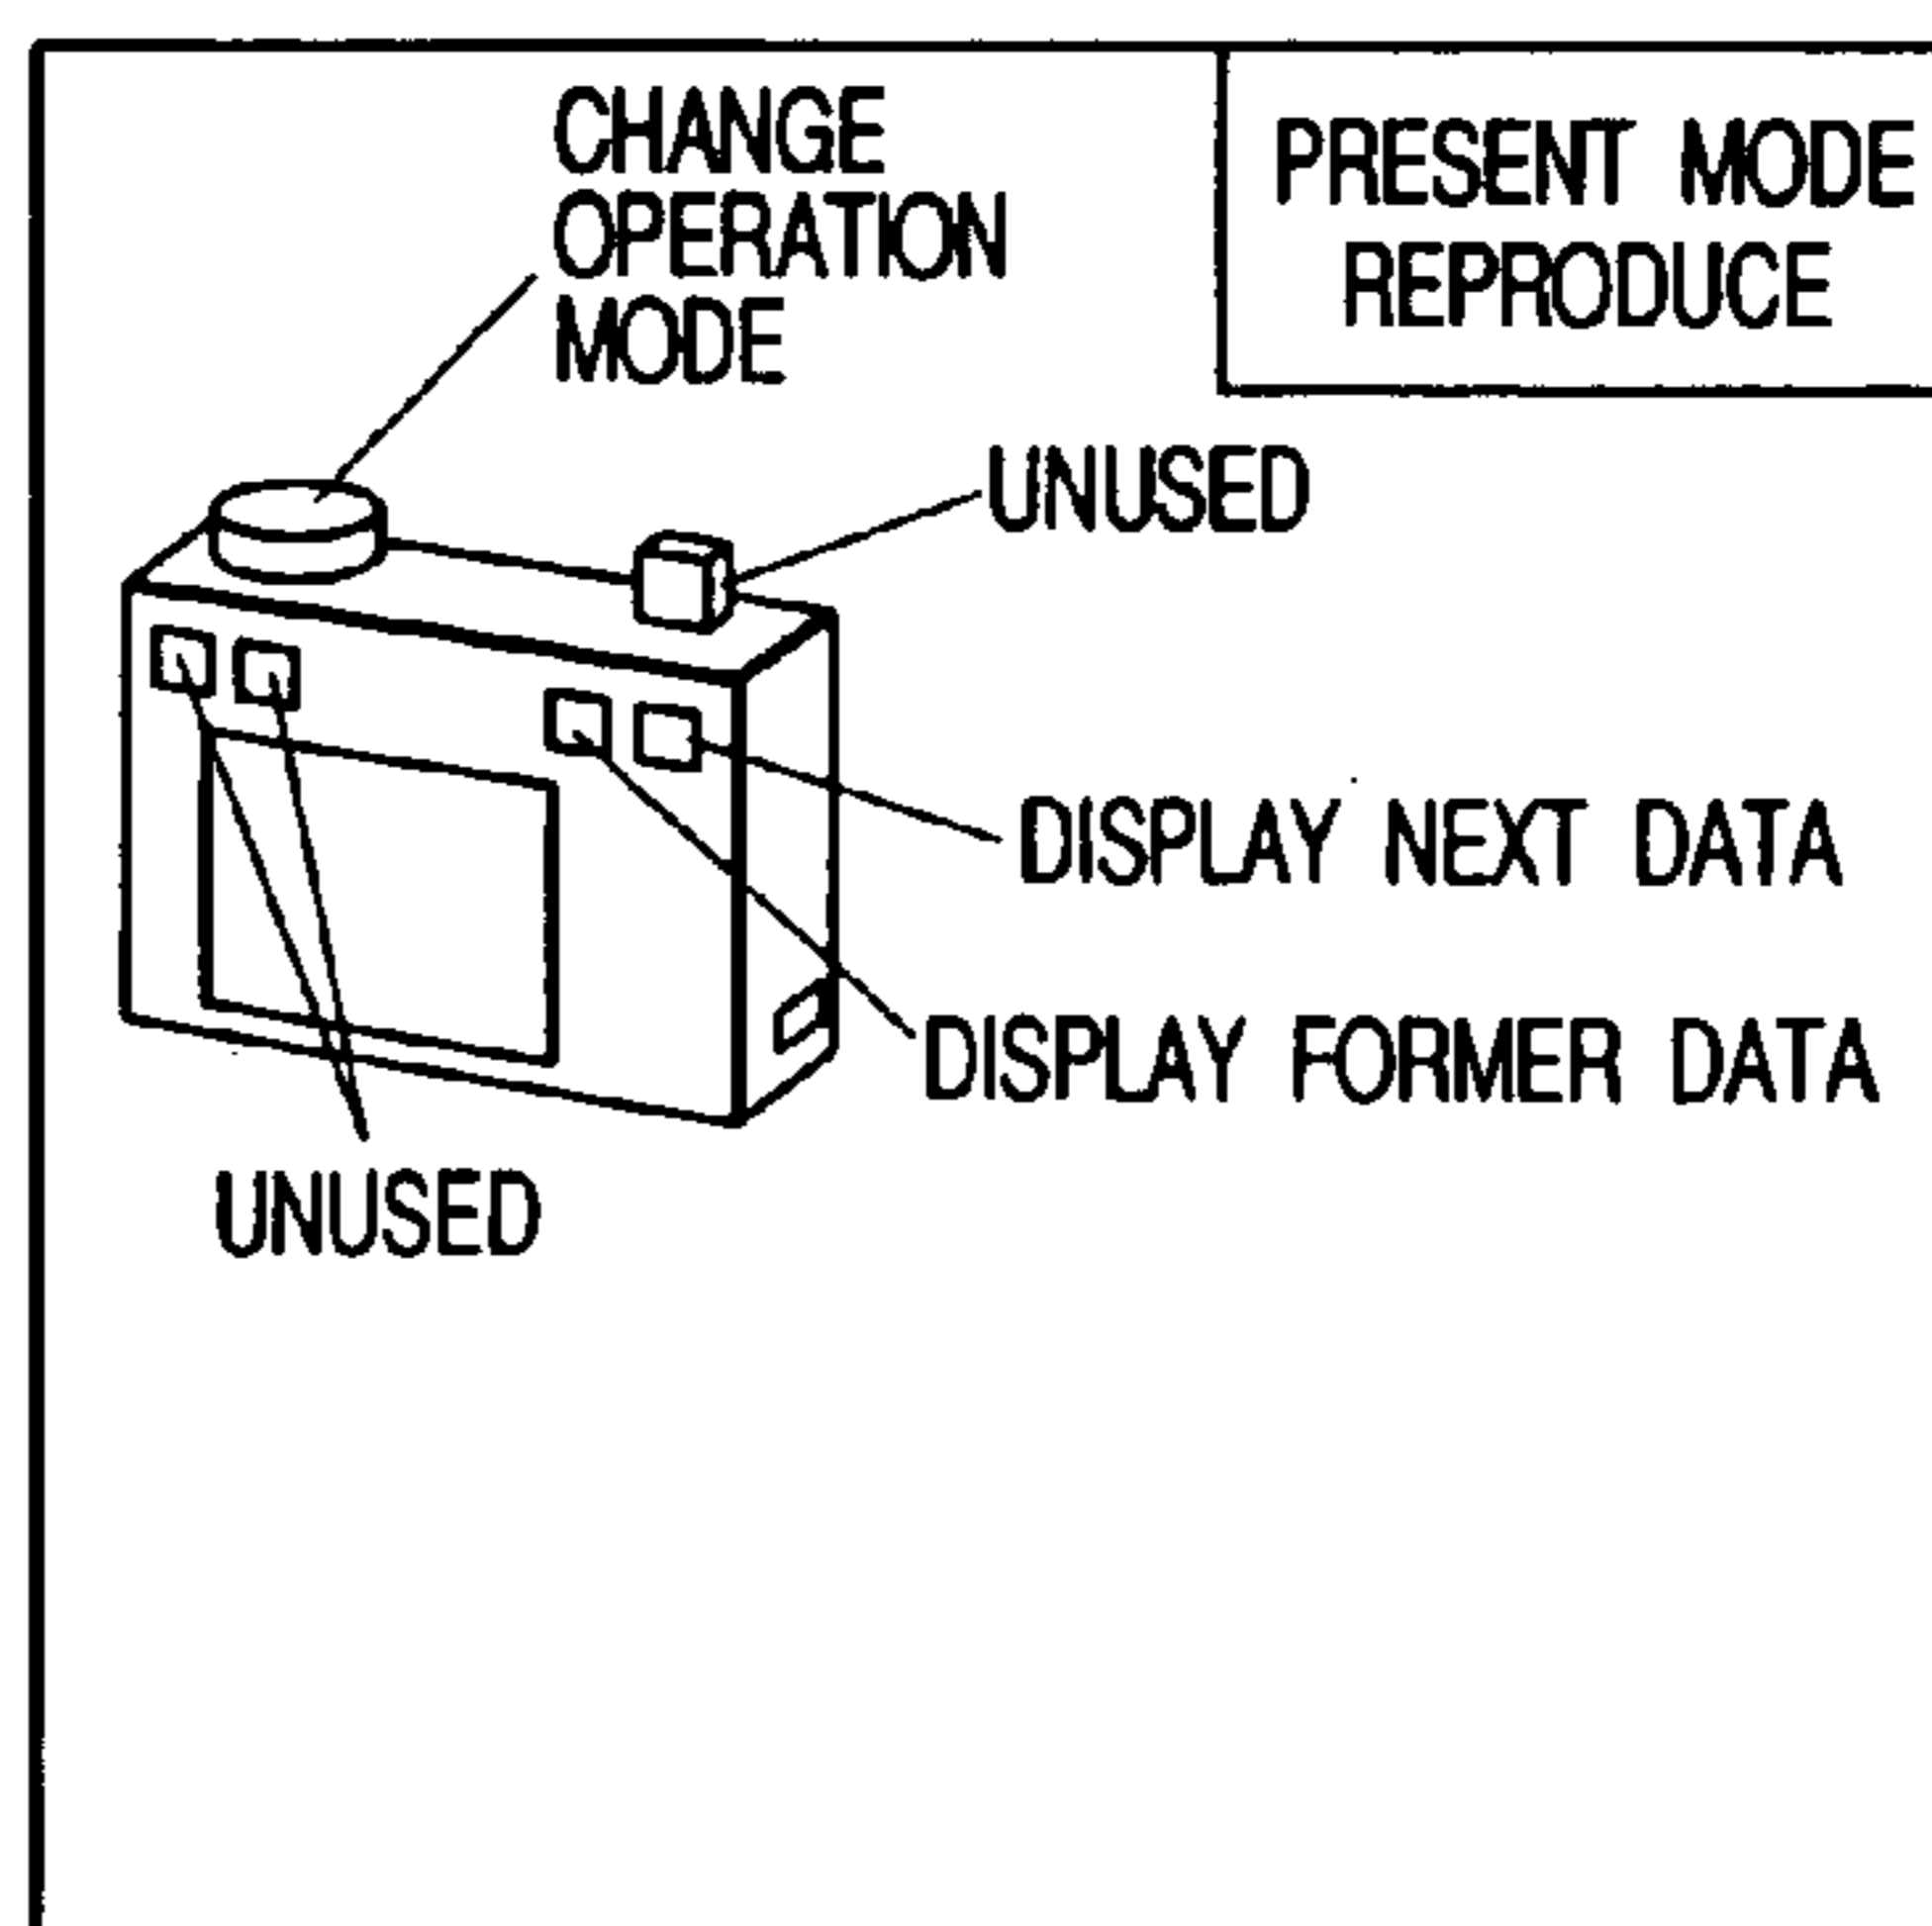 CHANGE
OPERATION
MODE
PRESENT MODE
REPRODUCE
UNUSED
DISPLAY NEXT DATA
DISPLAY FORMER DATA
UNUSED